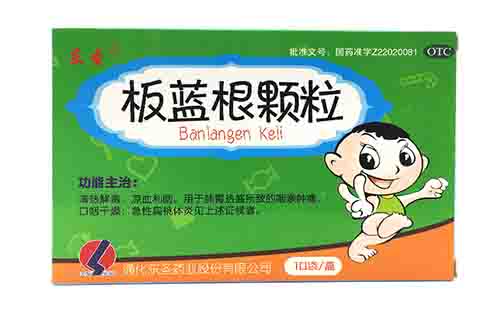 批准文号：国药准字Z22020081
OTC
板蓝根颗粒
Banlangen Keli
功能主治：
清热解毒，凉血利咽。用于肺胃热盛所致的咽喉肿痛、
口咽干燥；急性扁桃体炎见上述证候者。
通化东圣药业股份有限公司
10袋/盒